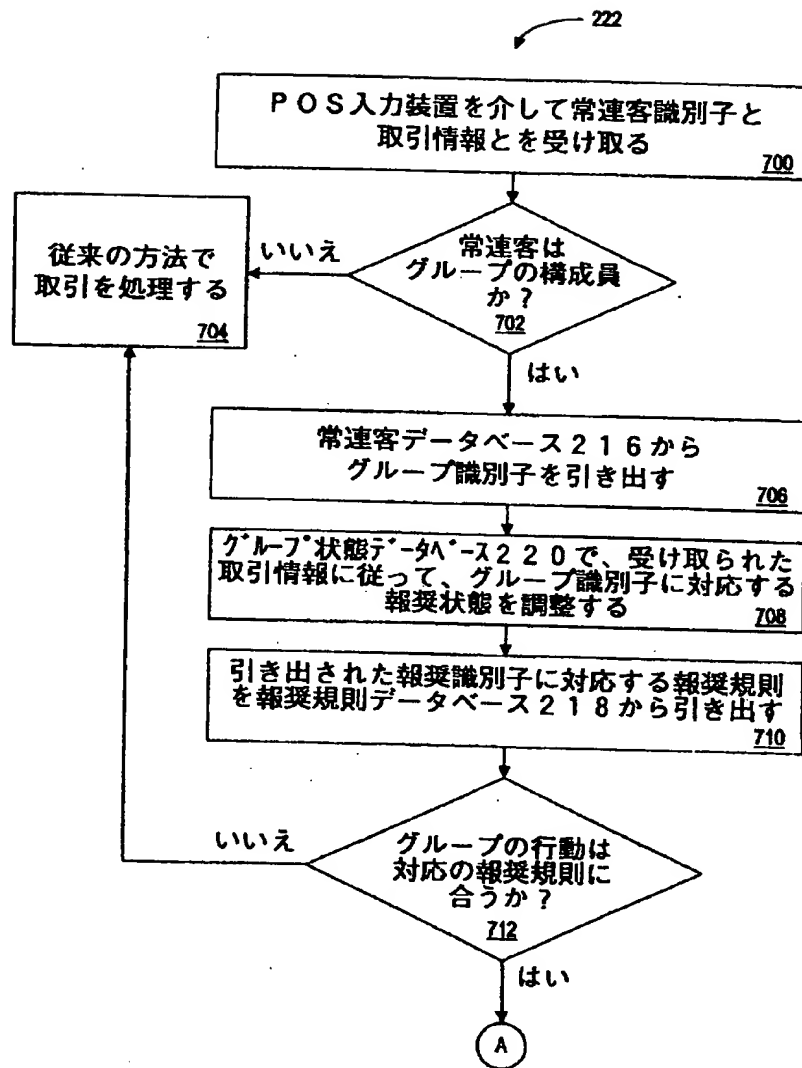 222
POS入力装置を介して常連客識別子と
取引情報とを受け取る
700
従来の方法で
取引を処理する
704
いいえ
常連客は
グループの構成員
か?
702
はい
常連客データベース216から
グループ識別子を引き出す
706
グループ状態データベース220で、受け取られた
取引情報に従って、グループ識別子に対応する
報奨状態を調整する
708
引き出された報奨識別子に対応する報奨規則
を報奨規則データベース218から引き出す
710
いいえ
グループの行動は
対応の報奨規則に
合うか?
712
はい
A